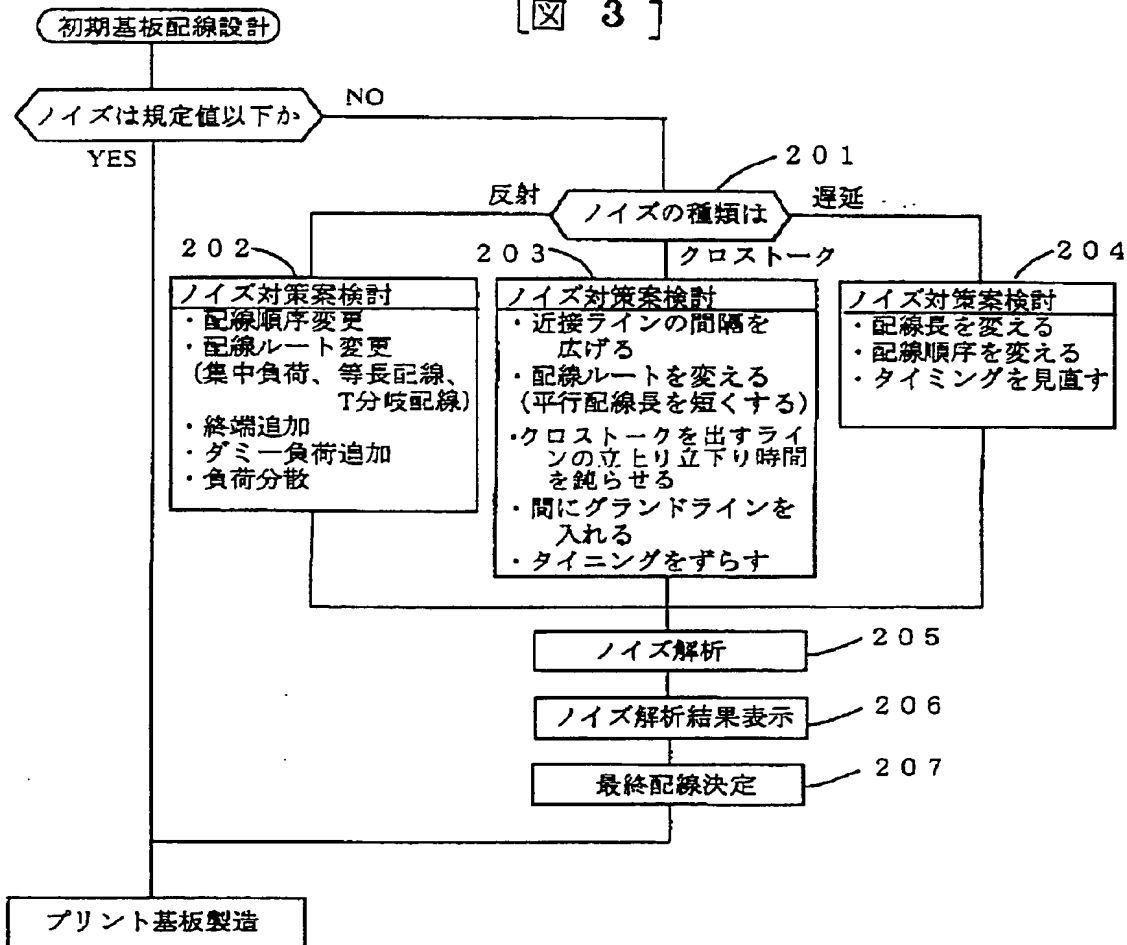 [図 3]
初期基板配線設計
ノイズは規定値以下か
NO
YES
201
反射
ノイズの種類は
遅延
クロストーク
202
ノイズ対策案検討
・配線順序変更
・配線ルート変更
(集中負荷、等長配線、
T分岐配線)
・終端追加
・ダミー負荷追加
・負荷分散
203
ノイズ対策案検討
・近接ラインの間隔を
広げる
・配線ルートを変える
(平行配線長を短くする)
・クロストークを出すライ
ンの立上り立下り時間
を鈍らせる
・間にグランドラインを
入れる
・タイニングをずらす
204
ノイズ対策案検討
・配線長を変える
・配線順序を変える
・タイミングを見直す
ノイズ解析
205
ノイズ解析結果表示
206
最終配線決定
207
プリント基板製造